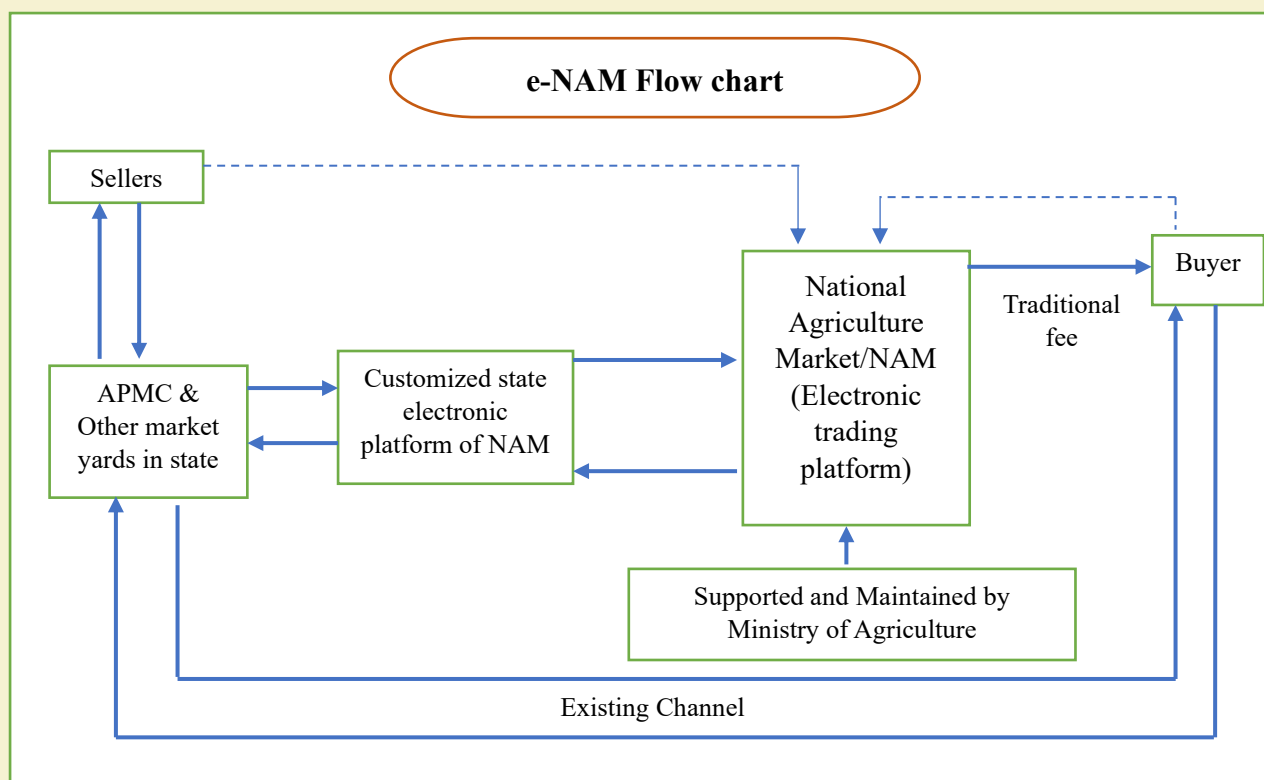 e-NAM Flow chart
Sellers
Buyer
National
Agriculture
Market/NAM
(Electronic
trading
platform)
Traditional
fee
APMC &
Other market
yards in state
Customized state
electronic
platform of NAM
Supported and Maintained by
Ministry of Agriculture
Existing Channel